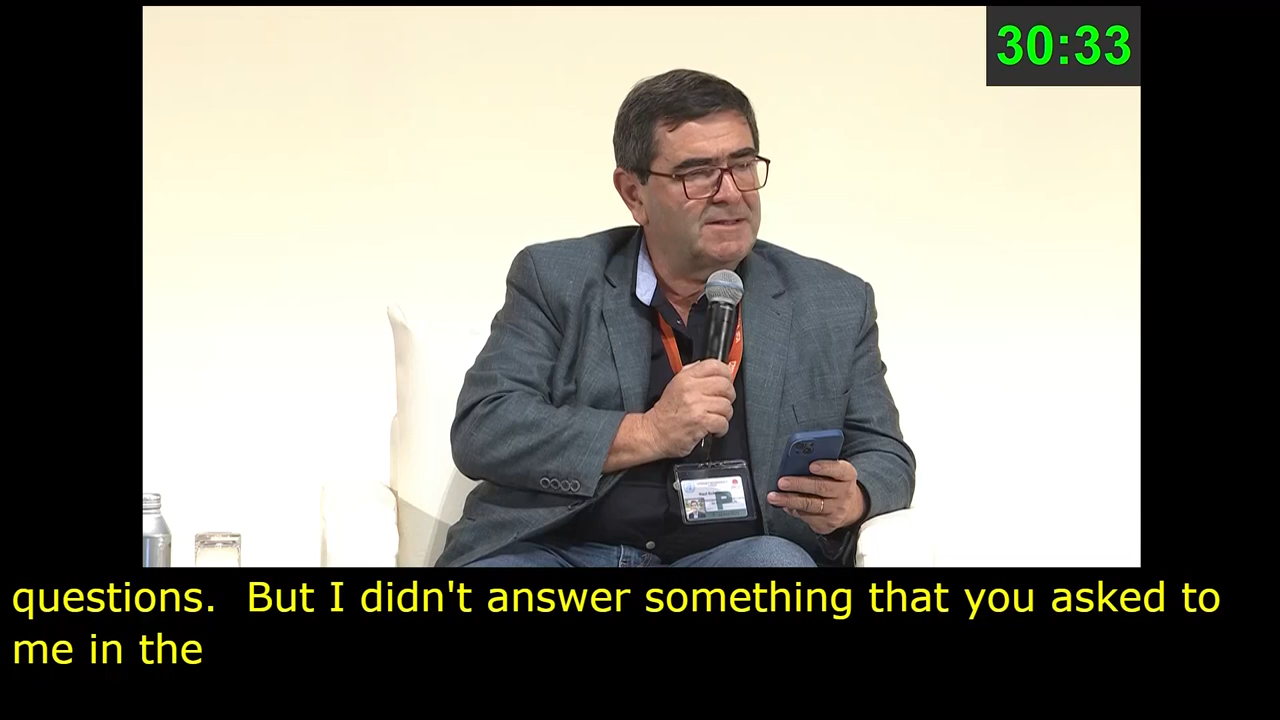 30:33
P
questions.  But I didn't answer something that you asked to
me in the